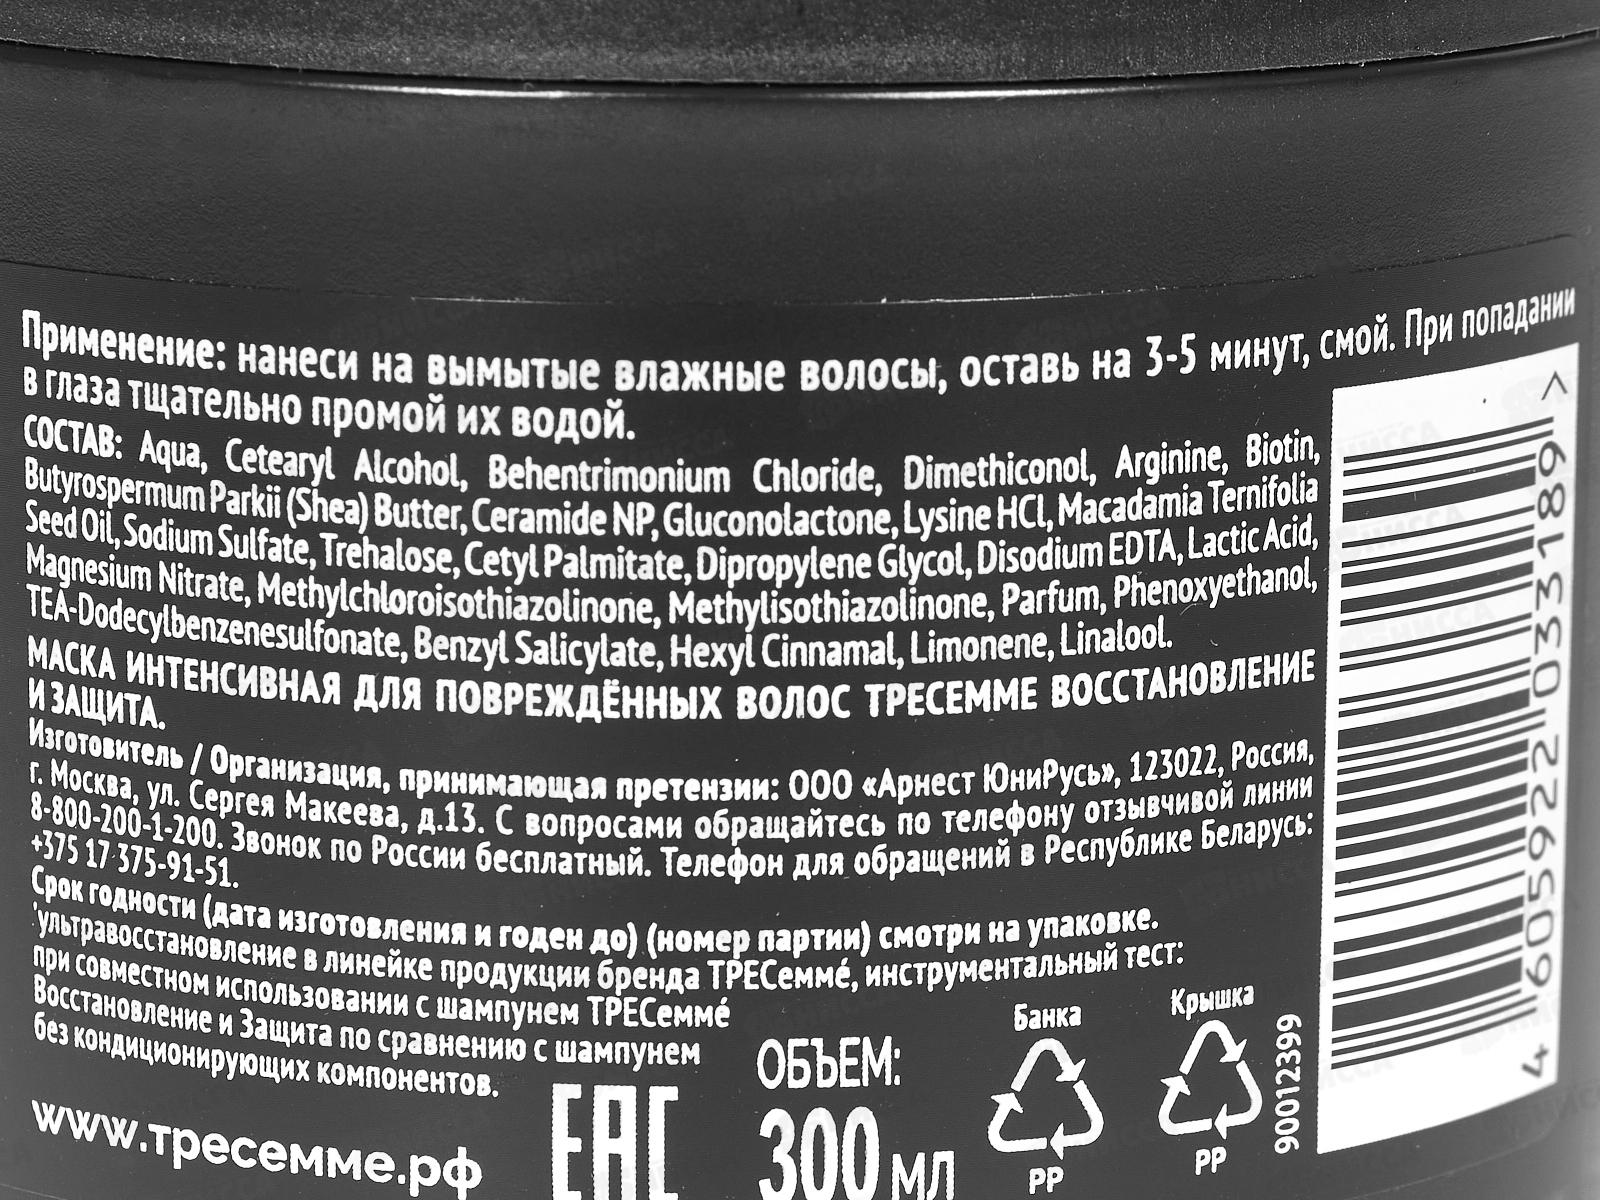 Применение: нанеси на вымытые влажные волосы, оставь на 3-5 минут, смой. При попадании
в глаза тщательно промой их водой.
СОСТАВ: Aqua, Cetearyl Alcohol, Behentrimonium Chloride, Dimethiconol, Arginine, Biotin,
Butyrospermum Parkii (Shea) Butter, Ceramide NP, Gluconolactone, Lysine HCl, Macadamia Ternifolia
Seed Oil, Sodium Sulfate, Trehalose, Cetyl Palmitate, Dipropylene Glycol, Disodium EDTA, Lactic Acid,
Magnesium Nitrate, Methylchloroisothiazolinone, Methylisothiazolinone, Parfum, Phenoxyethanol,
TEA-Dodecylbenzenesulfonate, Benzyl Salicylate, Hexyl Cinnamal, Limonene, Linalool.
МАСКА ИНТЕНСИВНАЯ ДЛЯ ПОВРЕЖДЁННЫХ ВОЛОС ТРЕСЕММЕ ВОССТАНОВЛЕНИЕ
И ЗАЩИТА.
Изготовитель / Организация, принимающая претензии: ООО «Арнест ЮниРусь», 123022, Россия,
г. Москва, ул. Сергея Макеева, д.13. С вопросами обращайтесь по телефону отзывчивой линии
8-800-200-1-200. Звонок по России бесплатный. Телефон для обращений в Республике Беларусь:
+375 17 375-91-51.
Срок годности (дата изготовления и годен до) (номер партии) смотри на упаковке.
'ультравосстановление в линейке продукции бренда ТРЕСеммé, инструментальный тест:
при совместном использовании с шампунем ТРЕСеммé
Восстановление и Защита по сравнению с шампунем
без кондиционирующих компонентов.
www.тресемме.рф
EAC
ОБЪЕМ:
300 мл
Банка
PP
Крышка
PP
90012399
4 605922 033189 >